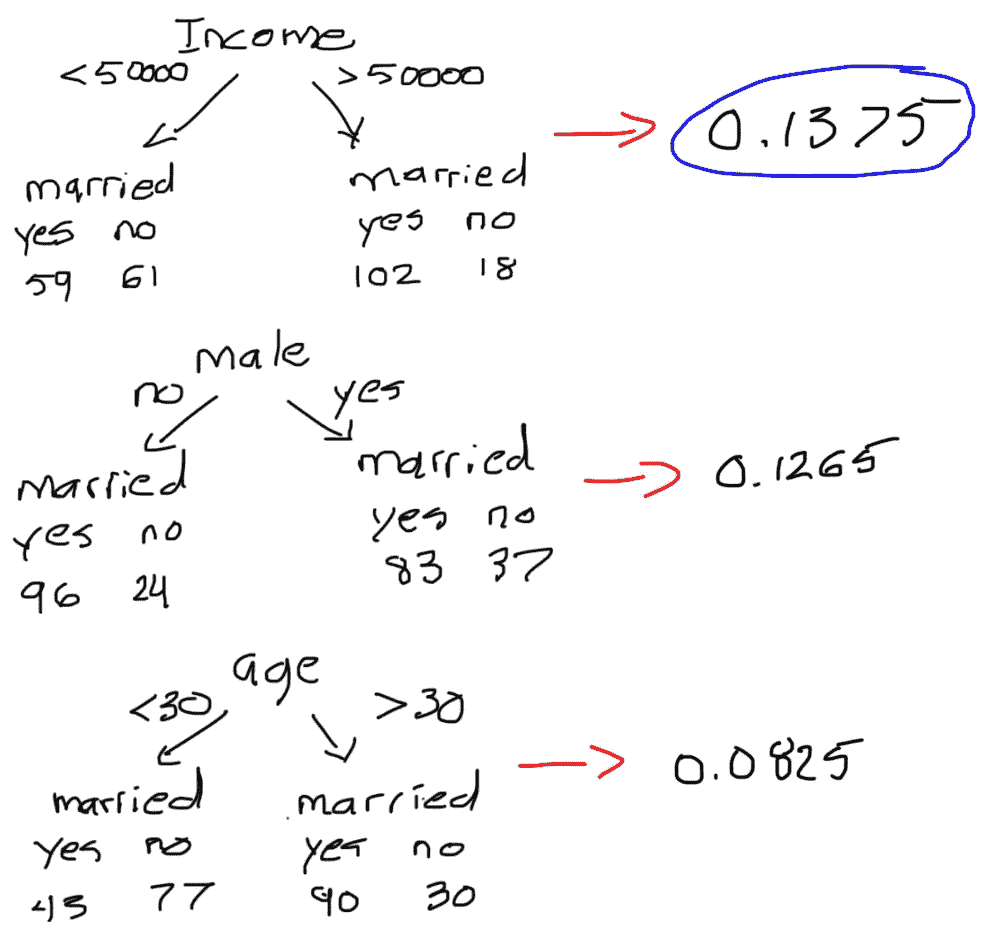 Income
<50000 >50000
0.1375
married married
yes no yes no
59 61 102 18
male
no yes
married married
0.1265
yes no yes no
96 24 83 37
age
<30 >30
0.0825
married married
yes no yes no
43 77 90 30